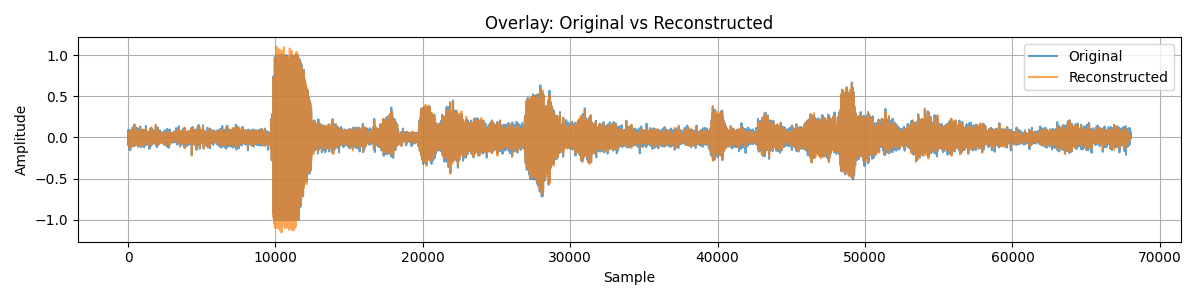 Overlay: Original vs Reconstructed
Original
Reconstructed
Amplitude
1.0
0.5
0.0
−0.5
−1.0
0 10000 20000 30000 40000 50000 60000 70000
Sample